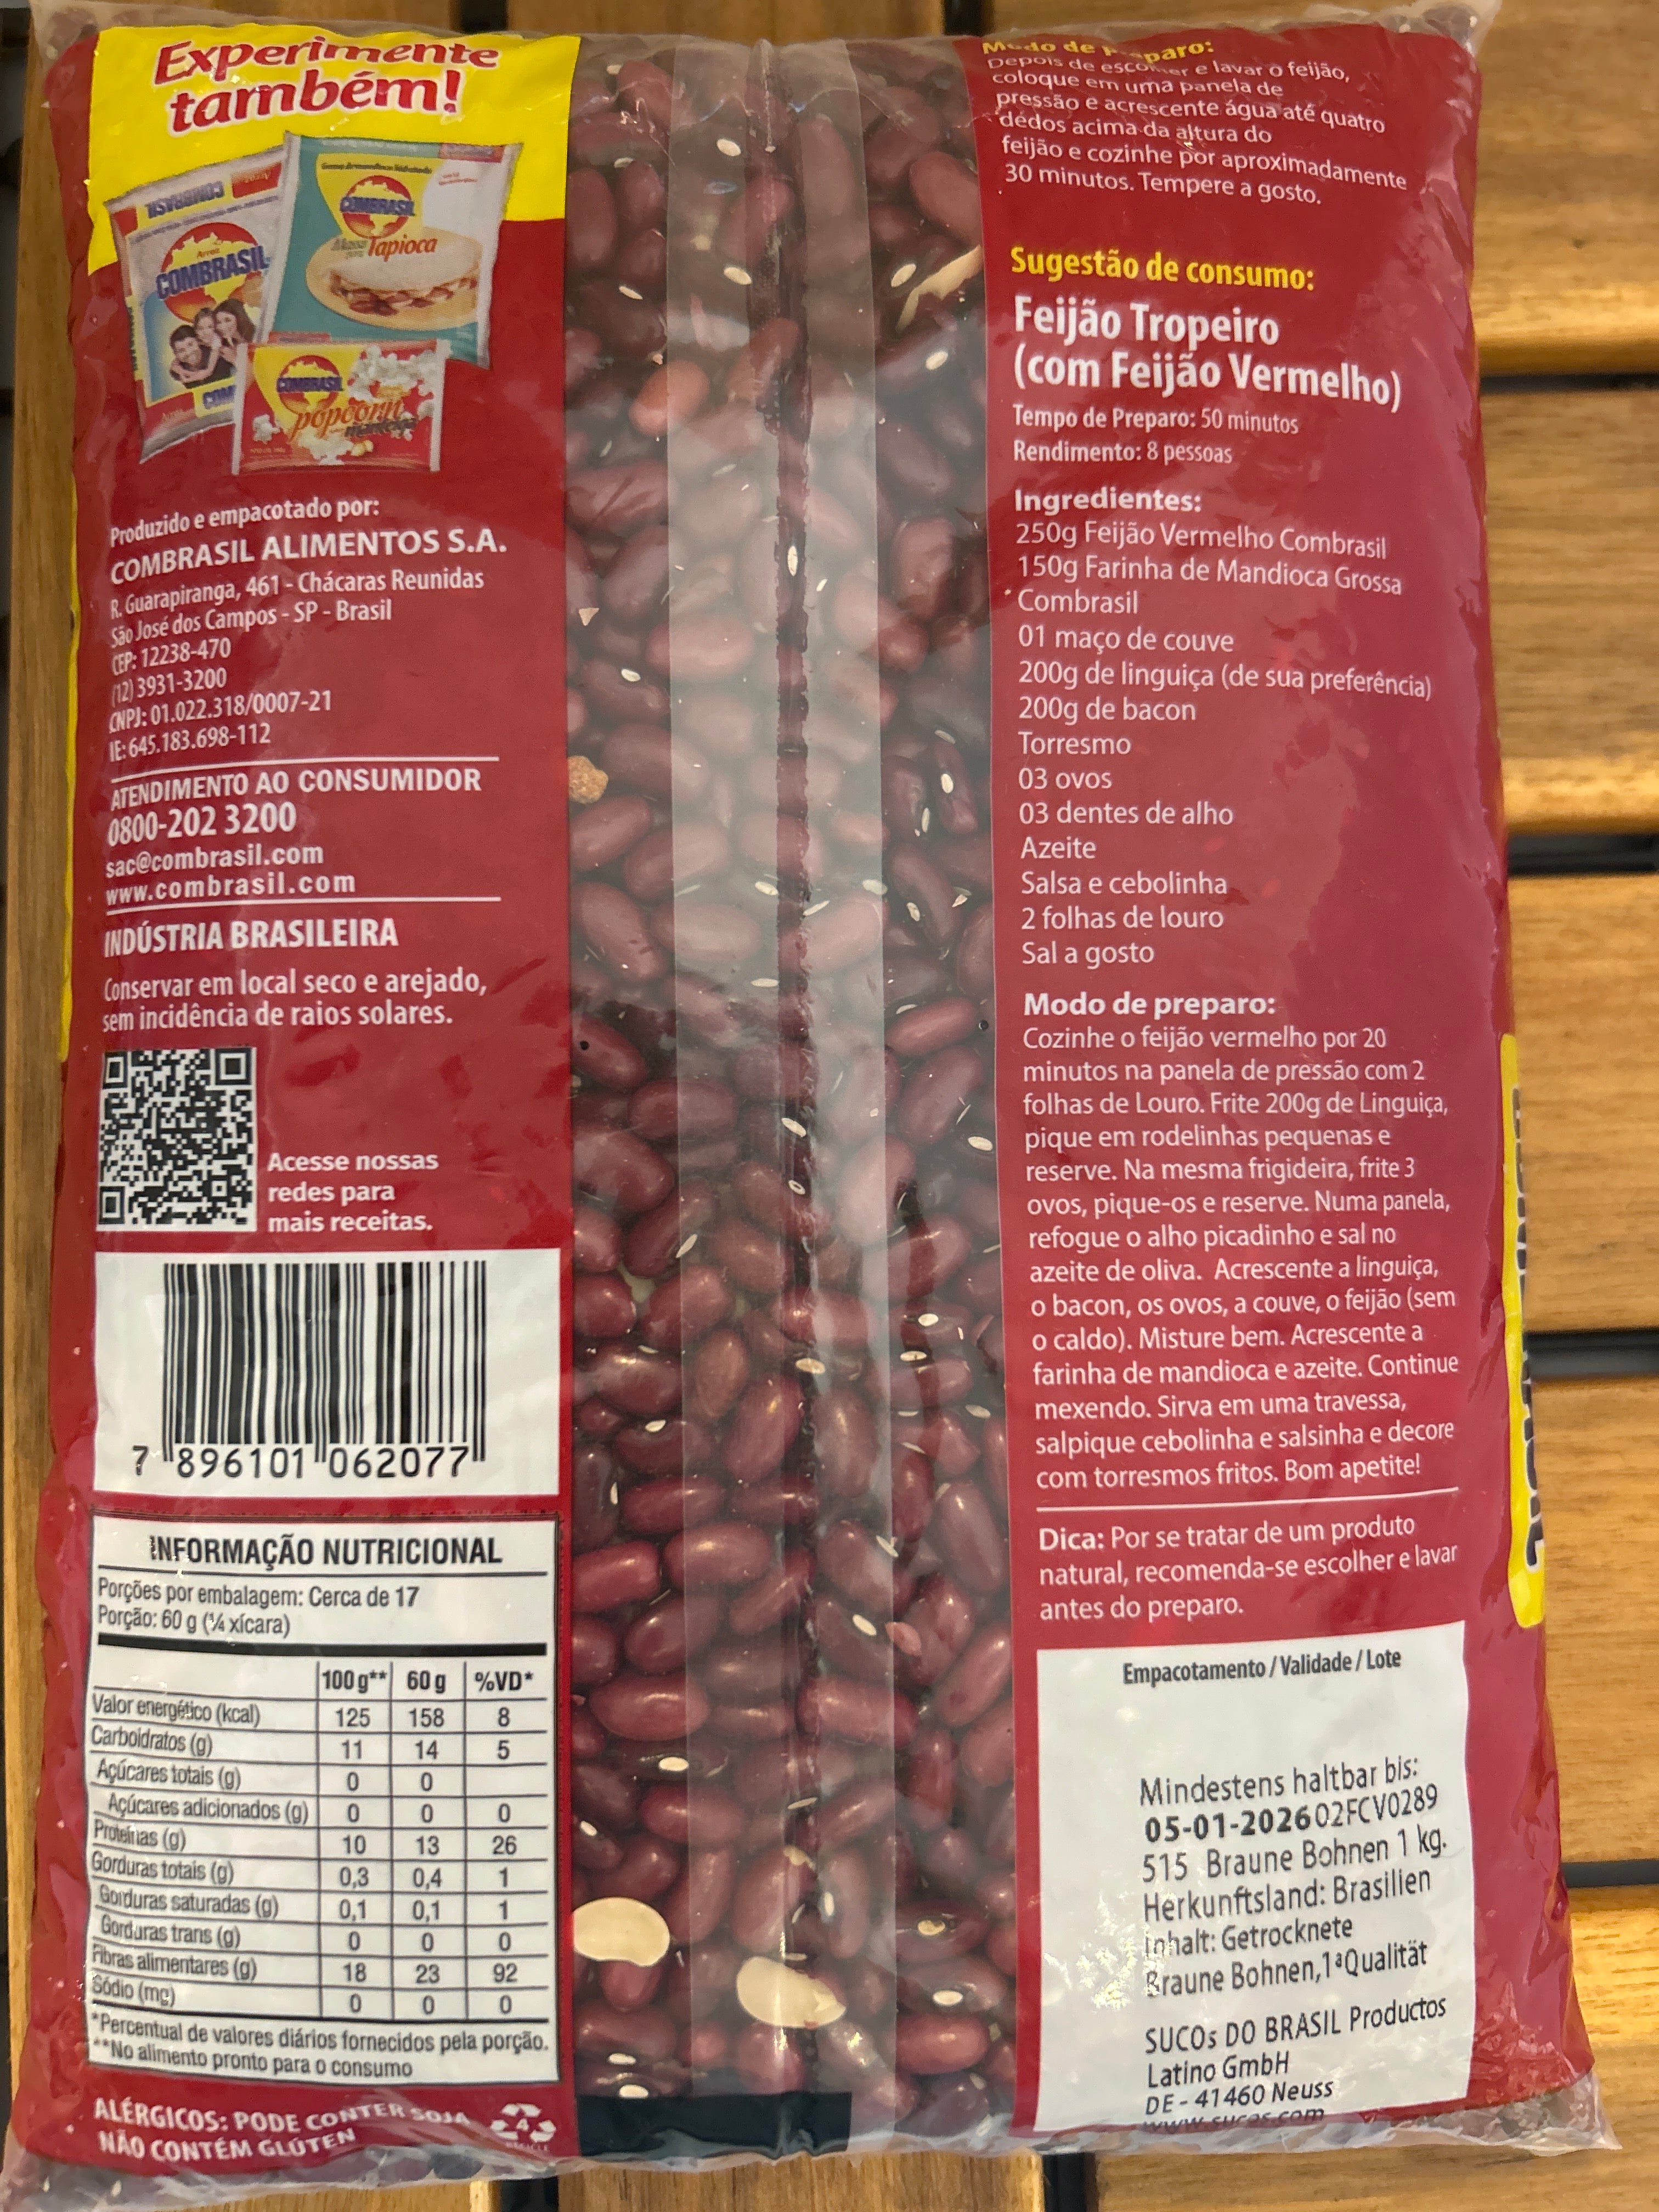 Experimente
também!
COMBRASIL
Arroz
COMBRASIL
COMBRASIL
Massa para Tapioca
COMBRASIL
popcorn
manteiga
Produzido e empacotado por:
COMBRASIL ALIMENTOS S.A.
R. Guarapiranga, 461 - Chácaras Reunidas
São José dos Campos - SP - Brasil
CEP: 12238-470
(12) 3931-3200
CNPJ: 01.022.318/0007-21
IE: 645.183.698-112
ATENDIMENTO AO CONSUMIDOR
0800-202 3200
sac@combrasil.com
www.combrasil.com
INDÚSTRIA BRASILEIRA
Conservar em local seco e arejado,
sem incidência de raios solares.
Acesse nossas
redes para
mais receitas.
7 896101 062077
INFORMAÇÃO NUTRICIONAL
Porções por embalagem: Cerca de 17
Porção: 60 g (¼ xícara)
100 g** 60 g %VD*
Valor energético (kcal) 125 158 8
Carboidratos (g) 11 14 5
Açúcares totais (g) 0 0
Açúcares adicionados (g) 0 0 0
Proteínas (g) 10 13 26
Gorduras totais (g) 0,3 0,4 1
Gorduras saturadas (g) 0,1 0,1 1
Gorduras trans (g) 0 0 0
Fibras alimentares (g) 18 23 92
Sódio (mg) 0 0 0
*Percentual de valores diários fornecidos pela porção.
**No alimento pronto para o consumo
ALÉRGICOS: PODE CONTER SOJA
NÃO CONTÉM GLÚTEN
4
RECICLE
Modo de preparo:
Depois de escolher e lavar o feijão,
coloque em uma panela de
pressão e acrescente água até quatro
dedos acima da altura do
feijão e cozinhe por aproximadamente
30 minutos. Tempere a gosto.
Sugestão de consumo:
Feijão Tropeiro
(com Feijão Vermelho)
Tempo de Preparo: 50 minutos
Rendimento: 8 pessoas
Ingredientes:
250g Feijão Vermelho Combrasil
150g Farinha de Mandioca Grossa
Combrasil
01 maço de couve
200g de linguiça (de sua preferência)
200g de bacon
Torresmo
03 ovos
03 dentes de alho
Azeite
Salsa e cebolinha
2 folhas de louro
Sal a gosto
Modo de preparo:
Cozinhe o feijão vermelho por 20
minutos na panela de pressão com 2
folhas de Louro. Frite 200g de Linguiça,
pique em rodelinhas pequenas e
reserve. Na mesma frigideira, frite 3
ovos, pique-os e reserve. Numa panela,
refogue o alho picadinho e sal no
azeite de oliva. Acrescente a linguiça,
o bacon, os ovos, a couve, o feijão (sem
o caldo). Misture bem. Acrescente a
farinha de mandioca e azeite. Continue
mexendo. Sirva em uma travessa,
salpique cebolinha e salsinha e decore
com torresmos fritos. Bom apetite!
Dica: Por se tratar de um produto
natural, recomenda-se escolher e lavar
antes do preparo.
Empacotamento / Validade / Lote
Mindestens haltbar bis:
05-01-2026 02FCV0289
515 Braune Bohnen 1 kg.
Herkunftsland: Brasilien
Inhalt: Getrocknete
Braune Bohnen,1ªQualität
SUCOs DO BRASIL Productos
Latino GmbH
DE - 41460 Neuss
www.sucos.com